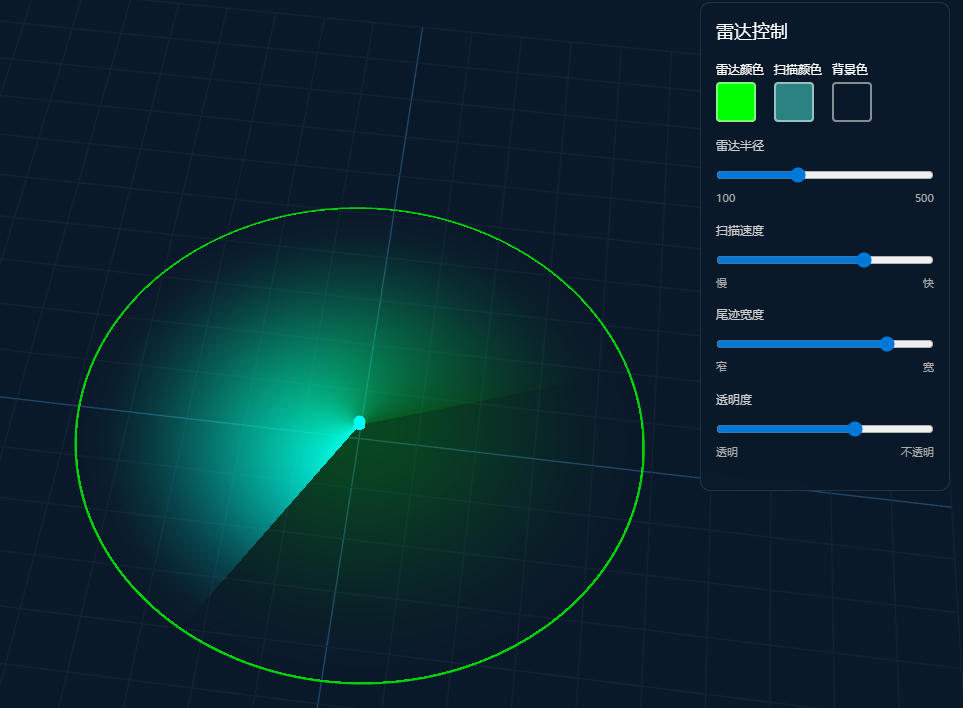 雷达控制
雷达颜色 扫描颜色 背景色
雷达半径
100 500
扫描速度
慢 快
尾迹宽度
窄 宽
透明度
透明 不透明